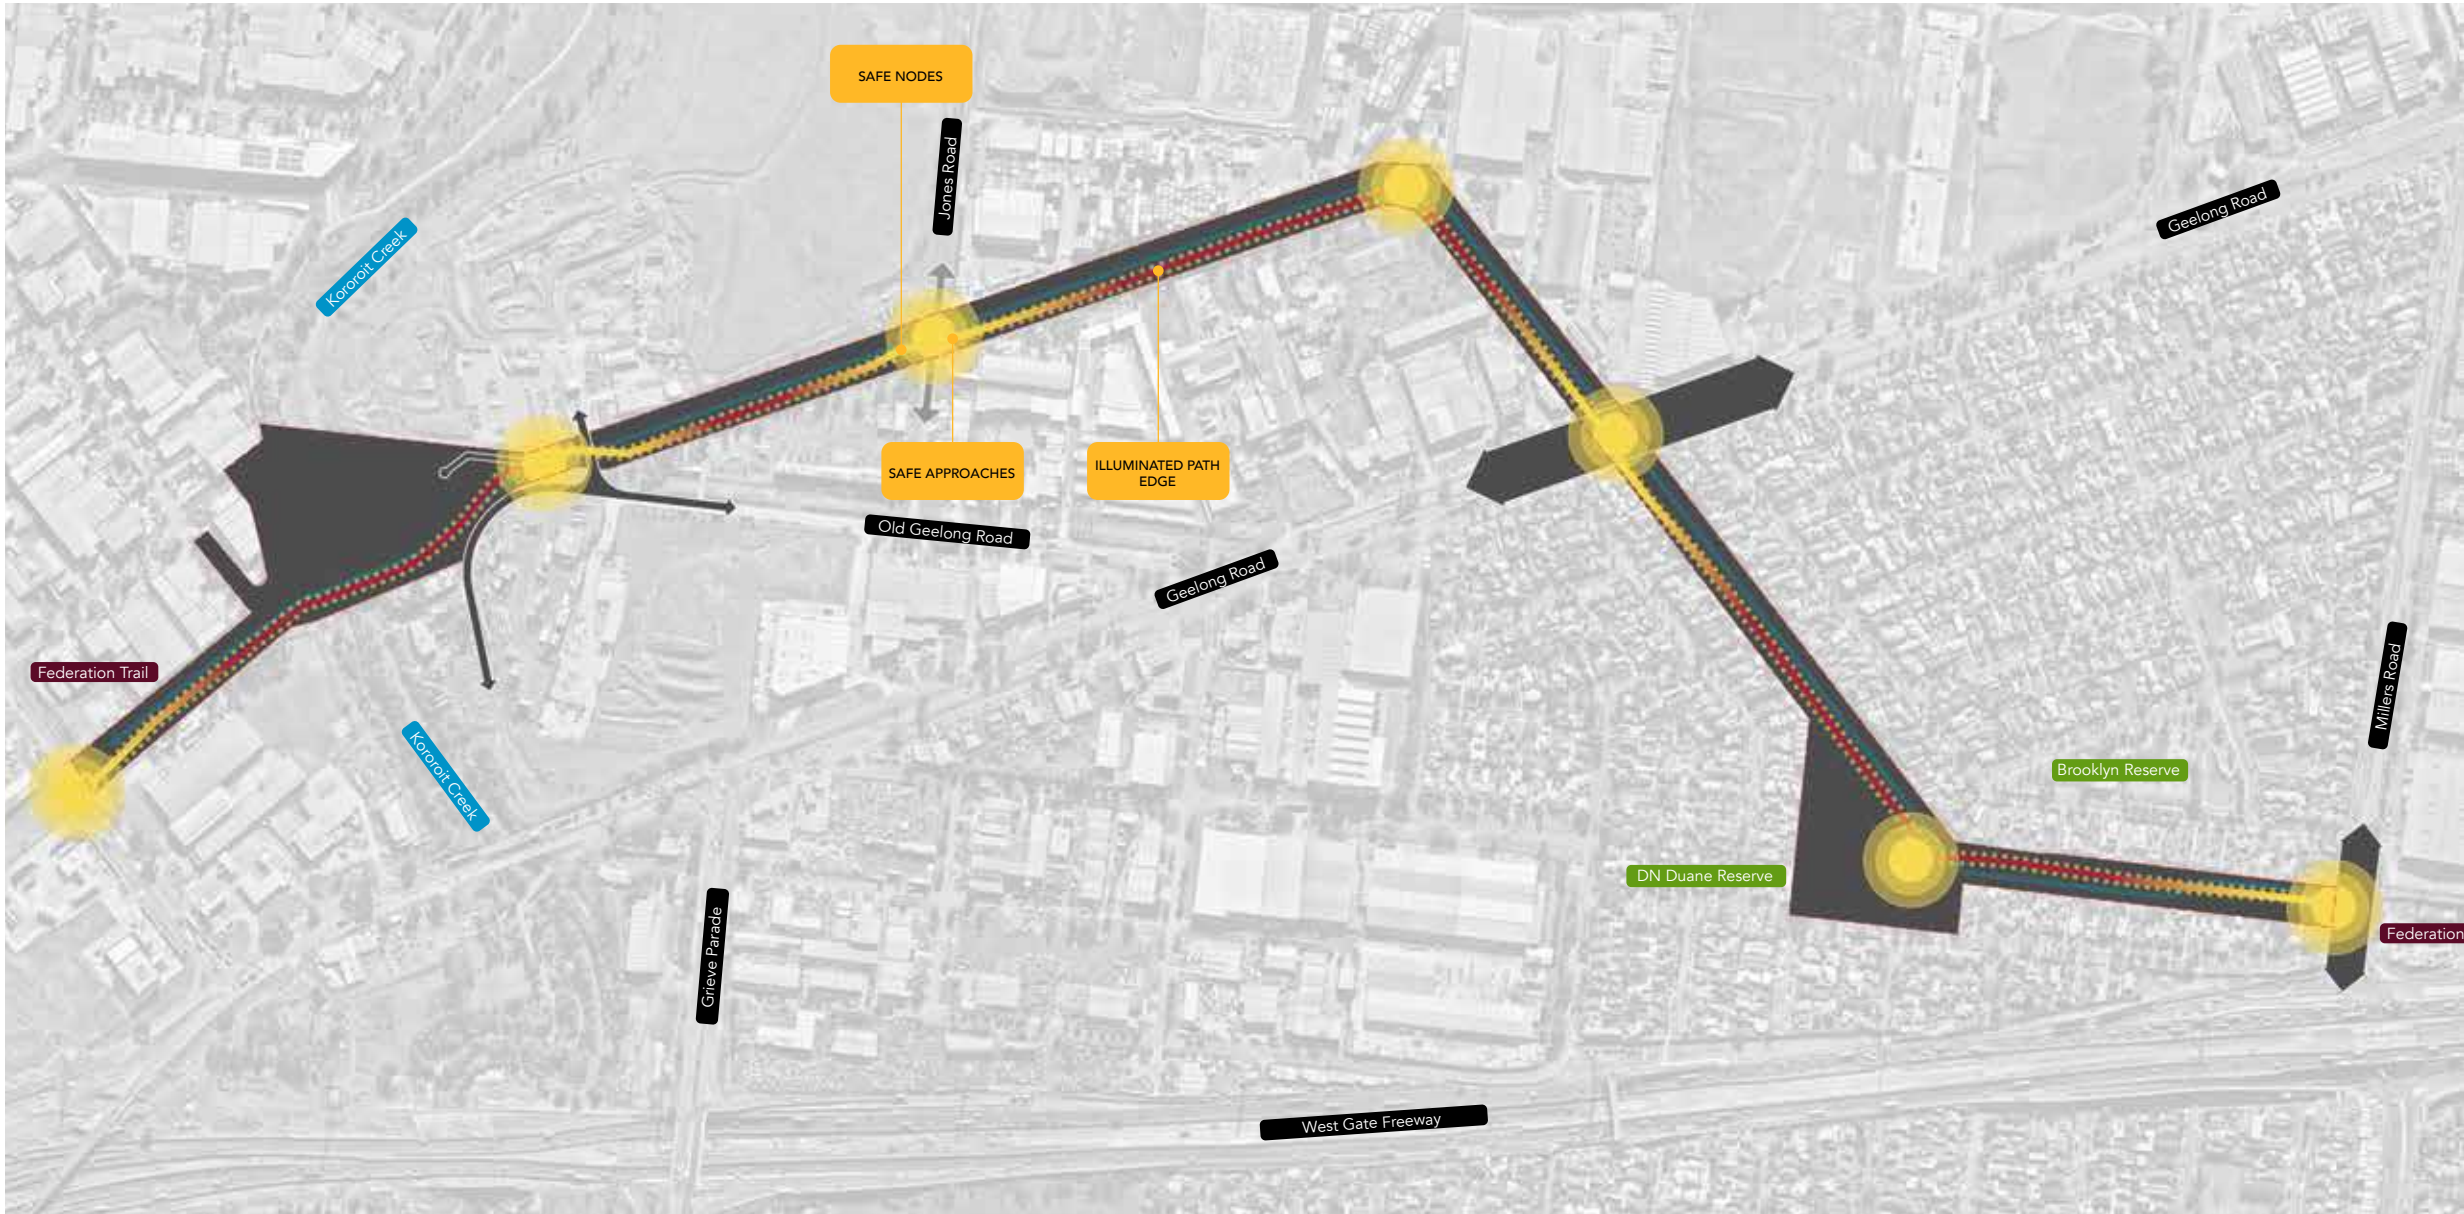 SAFE NODES
Jones Road
Geelong Road
Kororoit Creek
SAFE APPROACHES
ILLUMINATED PATH
EDGE
Old Geelong Road
Geelong Road
Federation Trail
Millers Road
Kororoit Creek
Brooklyn Reserve
DN Duane Reserve
Federation
Grieve Parade
West Gate Freeway